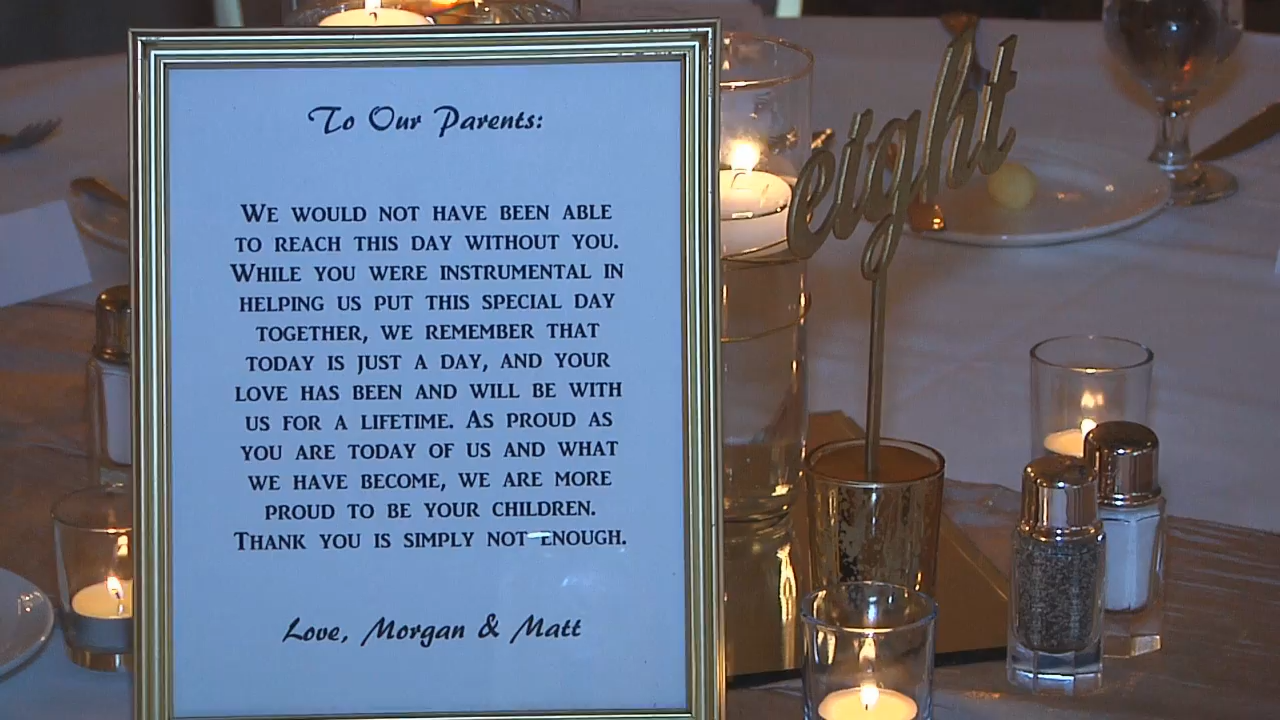 To Our Parents:
We would not have been able
to reach this day without you.
While you were instrumental in
helping us put this special day
together, we remember that
today is just a day, and your
love has been and will be with
us for a lifetime. As proud as
you are today of us and what
we have become, we are more
proud to be your children.
Thank you is simply not enough.
Love, Morgan & Matt
eight